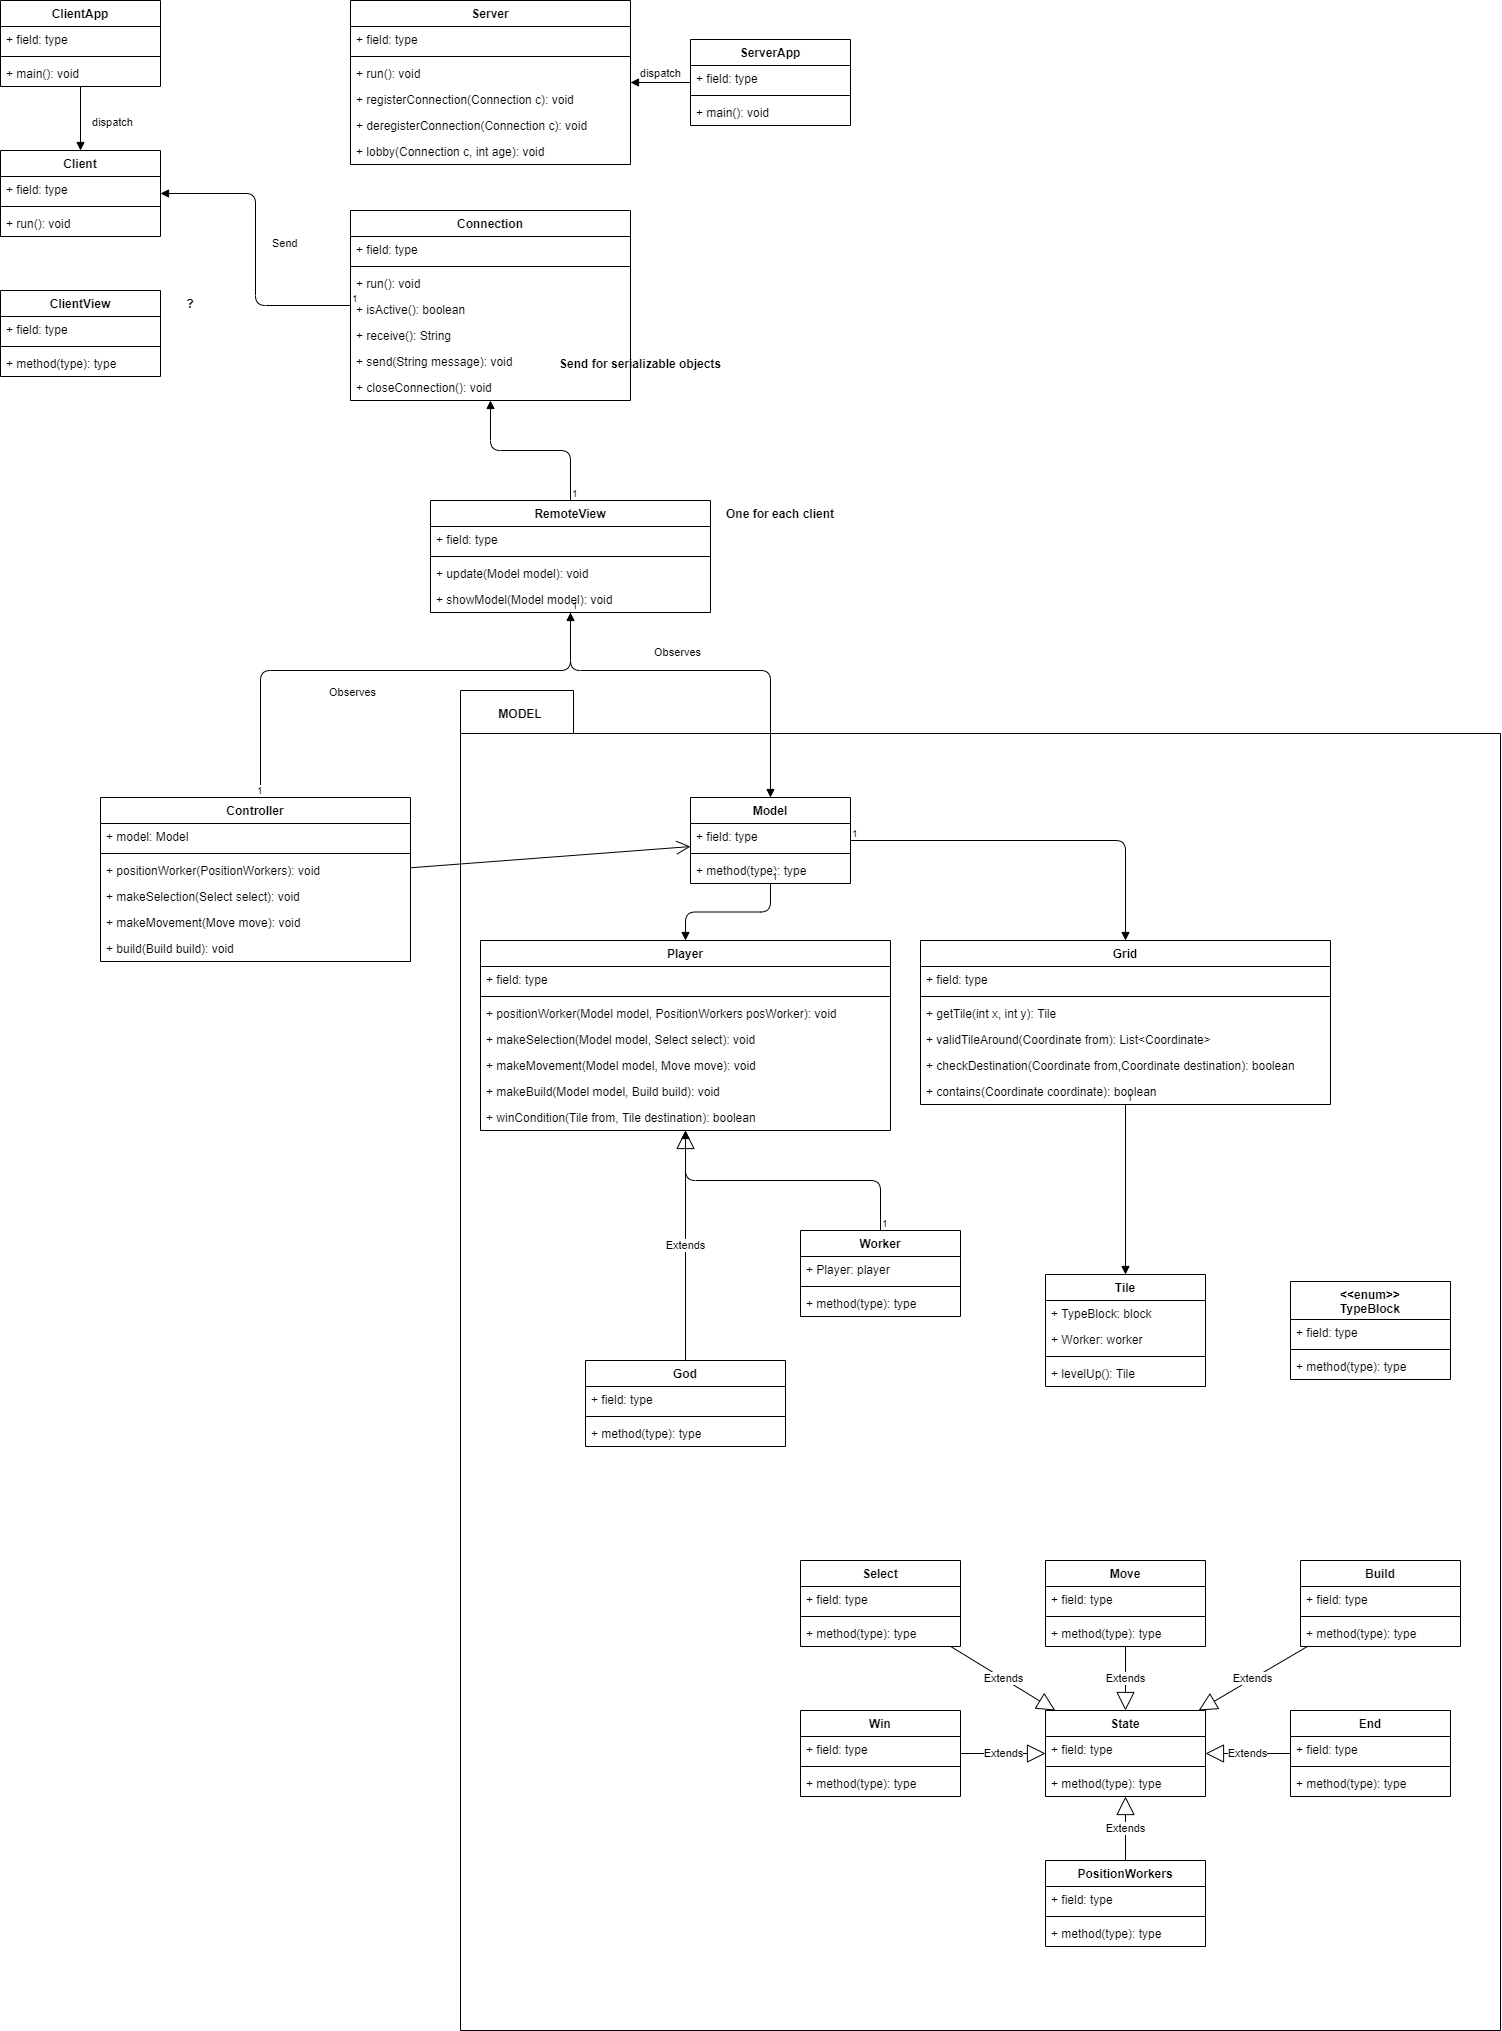 ClientApp
+ field: type
+ main(): void
dispatch
Client
+ field: type
+ run(): void
ClientView
+ field: type
+ method(type): type
?
Server
+ field: type
+ run(): void
+ registerConnection(Connection c): void
+ deregisterConnection(Connection c): void
+ lobby(Connection c, int age): void
dispatch
ServerApp
+ field: type
+ main(): void
Send
Connection
+ field: type
+ run(): void
1
+ isActive(): boolean
+ receive(): String
+ send(String message): void
Send for serializable objects
+ closeConnection(): void
1
RemoteView
One for each client
+ field: type
+ update(Model model): void
+ showModel(Model model): void
1
Observes
Observes
MODEL
1
Controller
+ model: Model
+ positionWorker(PositionWorkers): void
+ makeSelection(Select select): void
+ makeMovement(Move move): void
+ build(Build build): void
Model
+ field: type
1
+ method(type): type
1
Player
+ field: type
+ positionWorker(Model model, PositionWorkers posWorker): void
+ makeSelection(Model model, Select select): void
+ makeMovement(Model model, Move move): void
+ makeBuild(Model model, Build build): void
+ winCondition(Tile from, Tile destination): boolean
Grid
+ field: type
+ getTile(int x, int y): Tile
+ validTileAround(Coordinate from): List<Coordinate>
+ checkDestination(Coordinate from,Coordinate destination): boolean
+ contains(Coordinate coordinate): boolean
1
Extends
1
Worker
+ Player: player
+ method(type): type
Tile
+ TypeBlock: block
+ Worker: worker
+ levelUp(): Tile
<<enum>>
TypeBlock
+ field: type
+ method(type): type
God
+ field: type
+ method(type): type
Select
+ field: type
+ method(type): type
Move
+ field: type
+ method(type): type
Build
+ field: type
+ method(type): type
Extends
Extends
Extends
Win
+ field: type
+ method(type): type
Extends
State
+ field: type
+ method(type): type
Extends
End
+ field: type
+ method(type): type
Extends
PositionWorkers
+ field: type
+ method(type): type